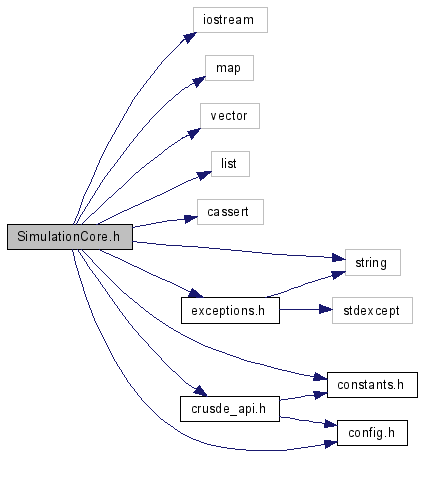 iostream
map
vector
list
cassert
SimulationCore.h
string
exceptions.h
stdexcept
constants.h
crusde_api.h
config.h